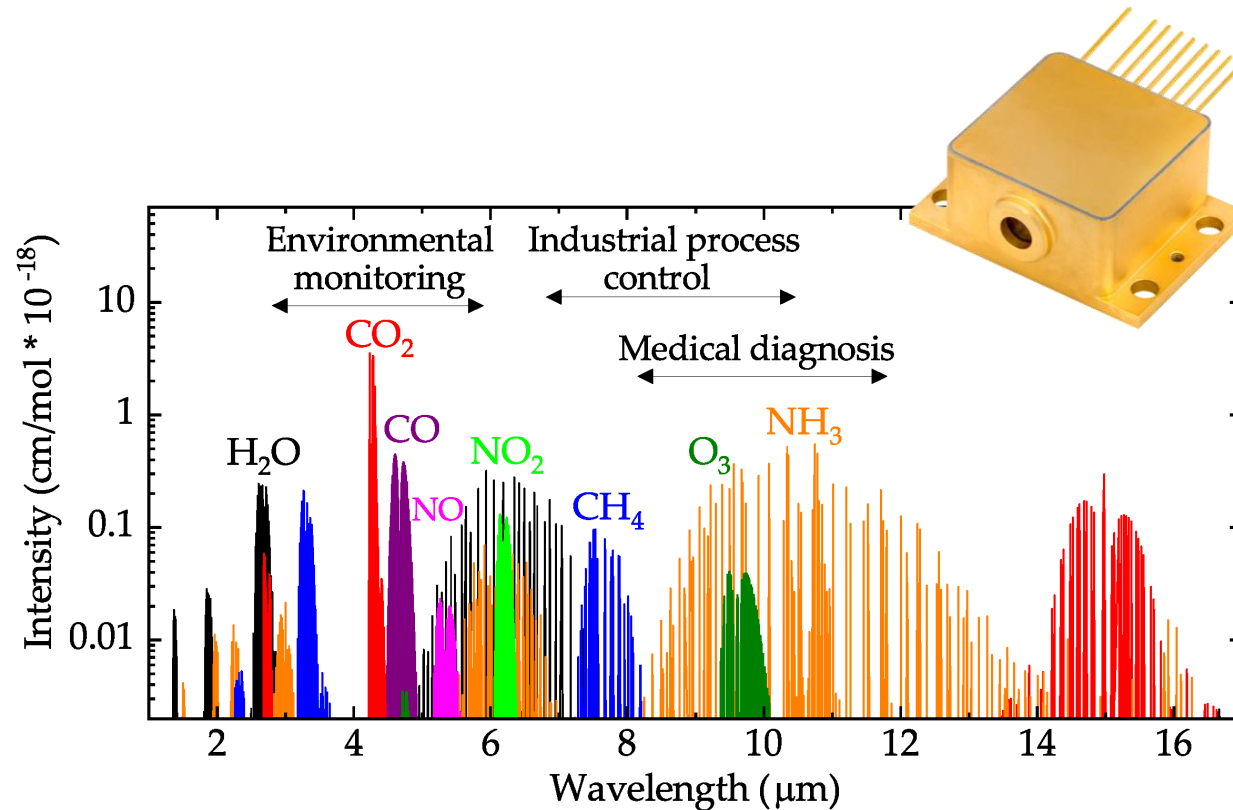 Environmental
monitoring
Industrial process
control
Medical diagnosis
CO₂
H₂O
CO
NO
NO₂
CH₄
O₃
NH₃
Intensity (cm/mol * 10⁻¹⁸)
10
1
0.1
0.01
2 4 6 8 10 12 14 16
Wavelength (µm)